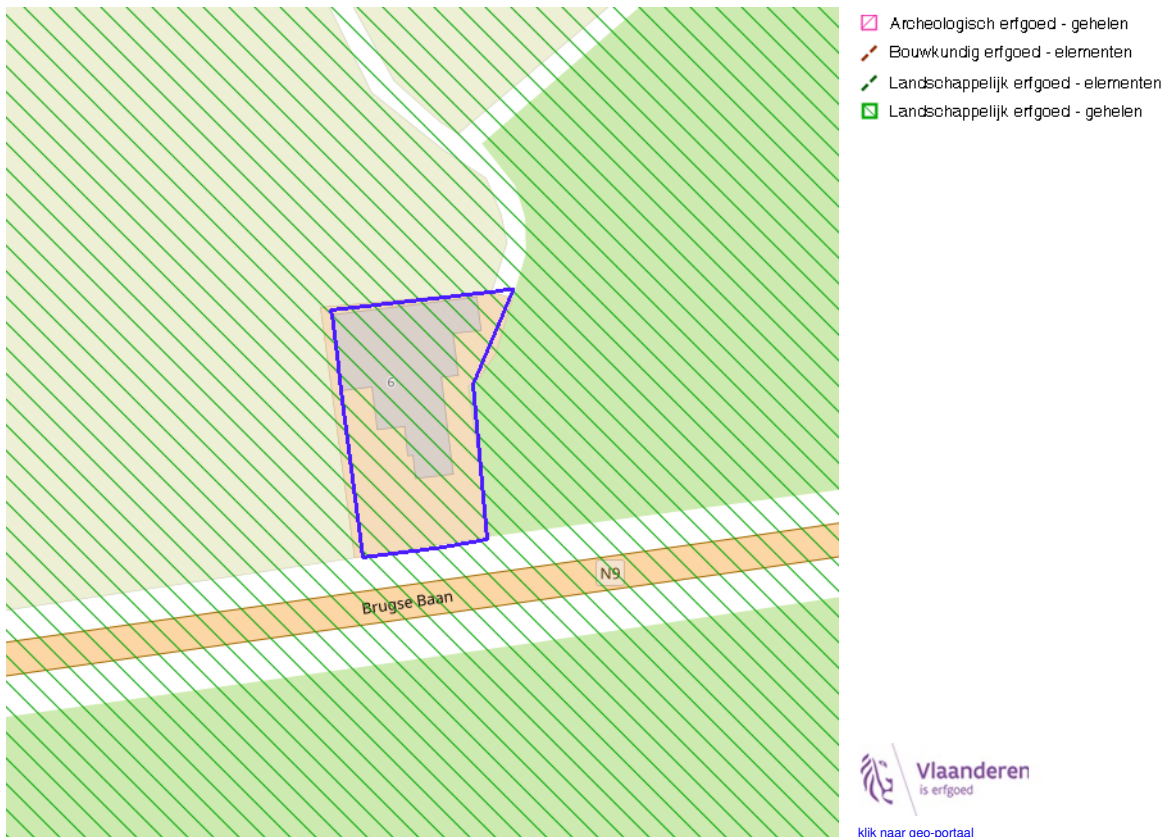 Archeologisch erfgoed - gehelen
Bouwkundig erfgoed - elementen
Landschappelijk erfgoed - elementen
Landschappelijk erfgoed - gehelen
6
N9
Brugse Baan
Vlaanderen
is erfgoed
klik naar geo-portaal